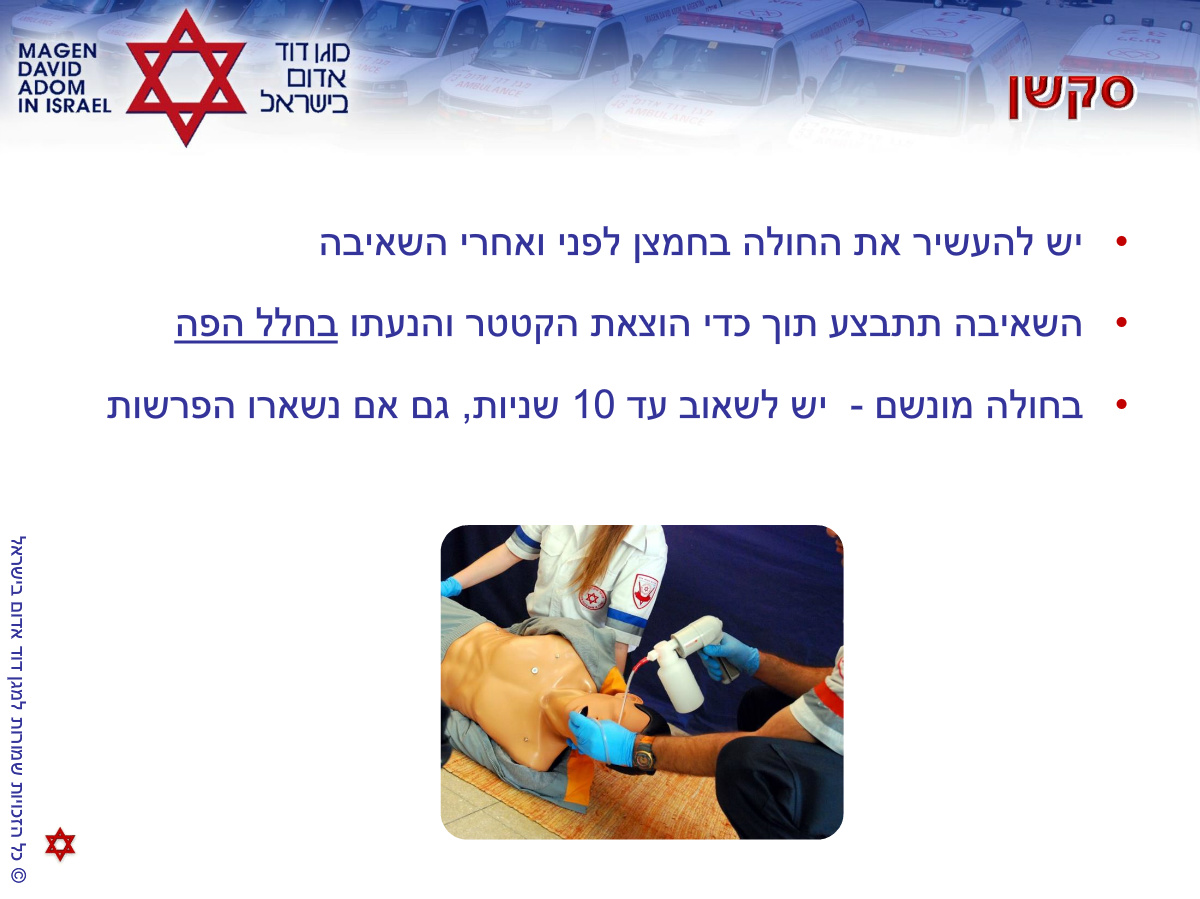 MAGEN
DAVID
ADOM
IN ISRAEL
מגן דוד
אדום
בישראל
סקשן
• יש להעשיר את החולה בחמצן לפני ואחרי השאיבה
• השאיבה תתבצע תוך כדי הוצאת הקטטר והנעתו בחלל הפה
• בחולה מונשם - יש לשאוב עד 10 שניות, גם אם נשארו הפרשות
© כל הזכויות שמורות למגן דוד אדום בישראל
AMBULANCE
AMBULANCE